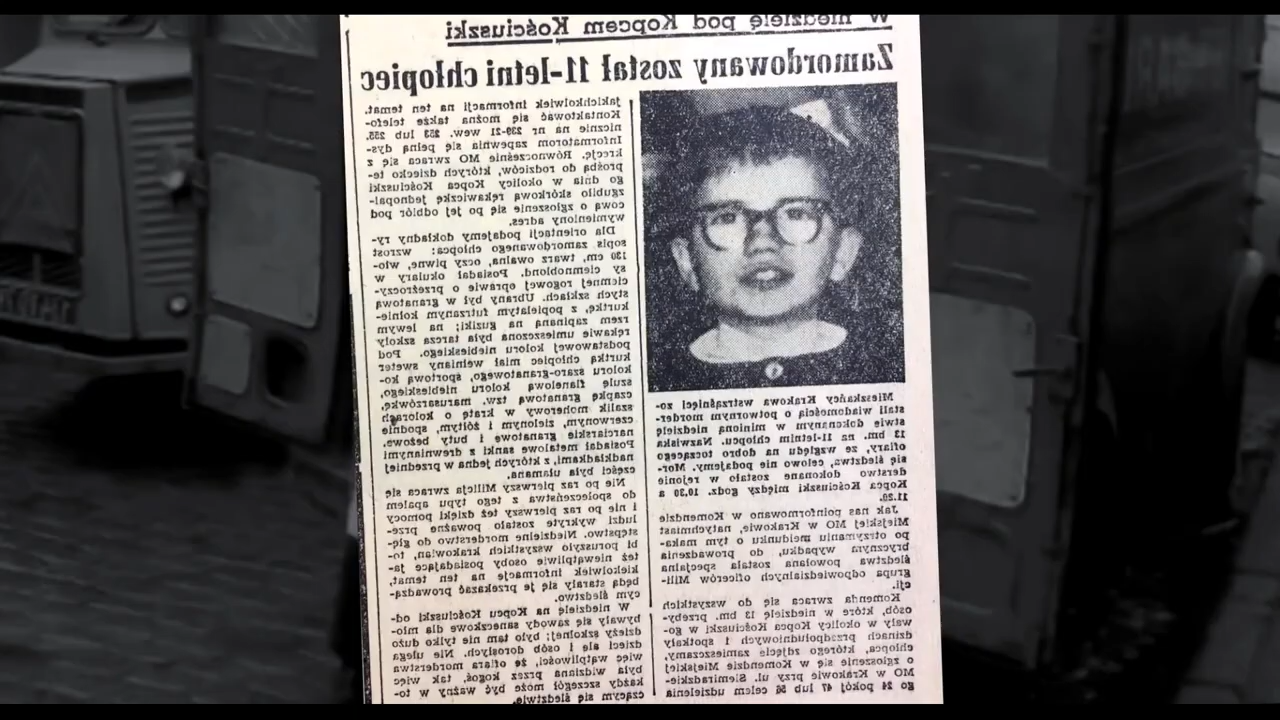 W niedzielę pod Kopcem Kościuszki
Zamordowany został 11-letni chłopiec
Mieszkańcy Krakowa wstrząśnięci zo-
stali wiadomością o potwornym morder-
stwie dokonanym w minioną niedzielę
13 bm. na 11-letnim chłopcu. Nazwiska
ofiary, ze względu na dobro toczącego
się śledztwa, celowo nie podajemy. Mor-
derstwo dokonane zostało w rejonie
Kopca Kościuszki między godz. 10.30 a
11.20.
Jak nas poinformowano w Komendzie
Miejskiej MO w Krakowie, natychmiast
po otrzymaniu meldunku o tym maka-
brycznym wypadku, do prowadzenia
śledztwa powołana została specjalna
grupa odpowiedzialnych oficerów Mili-
cji.
Komenda zwraca się do wszystkich
osób, które w niedzielę 13 bm. przeby-
wały w okolicy Kopca Kościuszki w go-
dzinach przedpołudniowych i spotkały
chłopca, którego zdjęcie zamieszczamy,
o zgłoszenie się w Komendzie Miejskiej
MO w Krakowie przy ul. Siemiradzkie-
go 24 pokój 47 lub 56 celem udzielenia
jakichkolwiek informacji na ten temat.
Kontaktować się można także telefo-
nicznie na nr 239-21 wew. 253 lub 255.
Informatorom zapewnia się pełną dys-
krecję. Równocześnie MO zwraca się z
prośbą do rodziców, których dziecko te-
go dnia w okolicy Kopca Kościuszki
zgubiło skórkową rękawiczkę jednopal-
cową o zgłoszenie się po jej odbiór pod
wymieniony adres.
Dla orientacji podajemy dokładny ry-
sopis zamordowanego chłopca: wzrost
130 cm, twarz owalna, oczy piwne, wło-
sy ciemnoblond. Posiadał okulary w
ciemnej rogowej oprawie o przeźroczy-
stych szkłach. Ubrany był w granatową
kurtkę, z popielatym futrzanym kołnie-
rzem zapinaną na guziki; na lewym
rękawie umieszczona była tarcza szkoły
podstawowej koloru niebieskiego. Pod
kurtką chłopiec miał wełniany sweter
koloru szaro-granatowego, sportową ko-
szulę flanelową koloru niebieskiego,
czapkę granatową tzw. marusarzówkę,
szalik moherowy w kratę o kolorach
czerwonym, zielonym i żółtym, spodnie
narciarskie granatowe i buty beżowe.
Posiadał metalowe sanki z drewnianymi
nadkładkami, z których jedna w przedniej
części była ułamana.
Nie po raz pierwszy Milicja zwraca się
do społeczeństwa z tego typu apelem
i nie po raz pierwszy też dzięki pomocy
ludzi wykryte zostało poważne prze-
stępstwo. Niedzielne morderstwo do głę-
bi poruszyło wszystkich krakowian, to-
też niewątpliwie osoby posiadające ja-
kiekolwiek informacje na ten temat,
będą starały się je przekazać prowadzą-
cym śledztwo.
W niedzielę na Kopcu Kościuszki od-
bywały się zawody saneczkowe dla mło-
dzieży szkolnej; było tam nie tylko dużo
dzieci ale i osób dorosłych. Nie ulega
więc wątpliwości, że ofiara morderstwa
była widziana przez kogoś, tak więc
każdy szczegół może być ważny w to-
czącym się śledztwie.